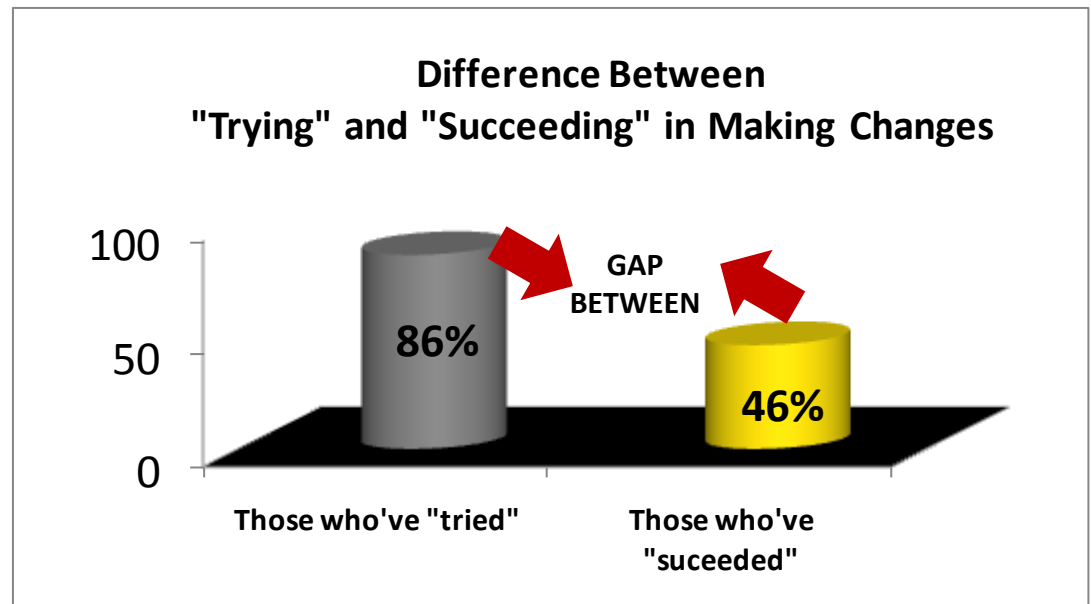 Difference Between
"Trying" and "Succeeding" in Making Changes
100
50
0
GAP
BETWEEN
86%
46%
Those who've "tried"
Those who've
"suceeded"